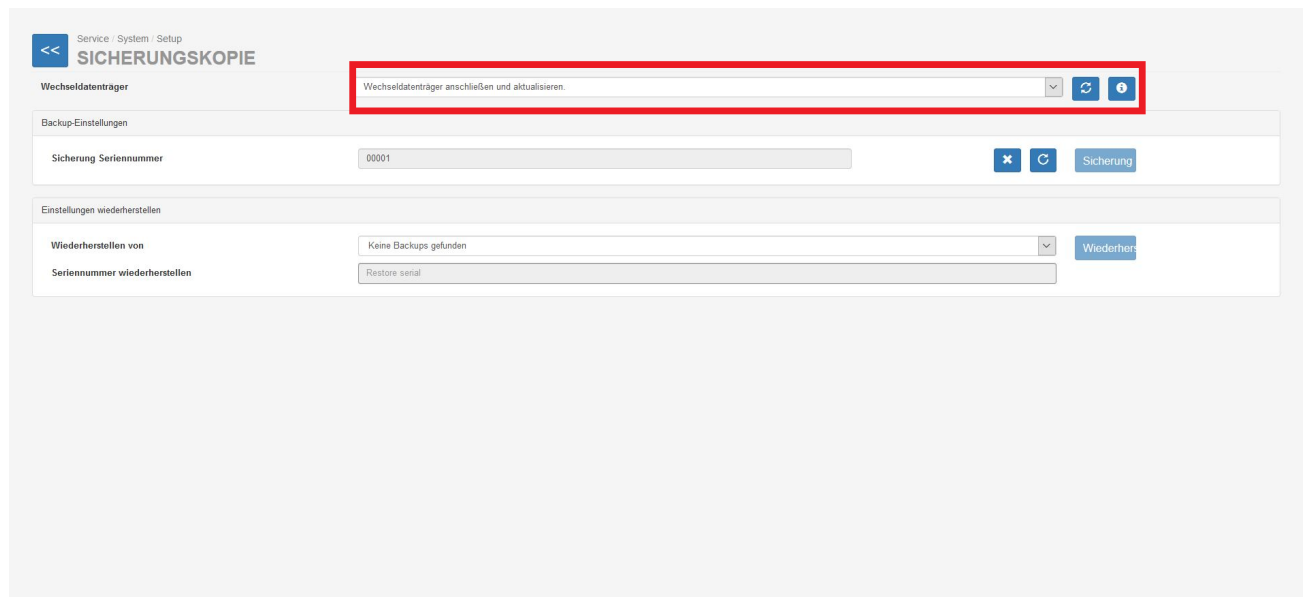 <<
Service / System / Setup
SICHERUNGSKOPIE
Wechseldatenträger
Wechseldatenträger anschließen und aktualisieren.
Backup-Einstellungen
Sicherung Seriennummer
00001
Sicherung
Einstellungen wiederherstellen
Wiederherstellen von
Keine Backups gefunden
Wiederhers
Seriennummer wiederherstellen
Restore serial